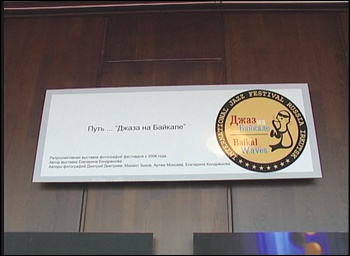 Путь ... "Джаза на Байкале"
Ретроспективная выставка фотографий фестиваля с 2006 года.
Автор выставки Екатерина Кондрашова
Авторы фотографий Дмитрий Дмитриев, Михаил Зыков, Артем Моисеев, Екатерина Кондрашова
INTERNATIONAL JAZZ FESTIVAL RUSSIA IRKUTSK
Джаз на
Байкале
Baikal
Waves